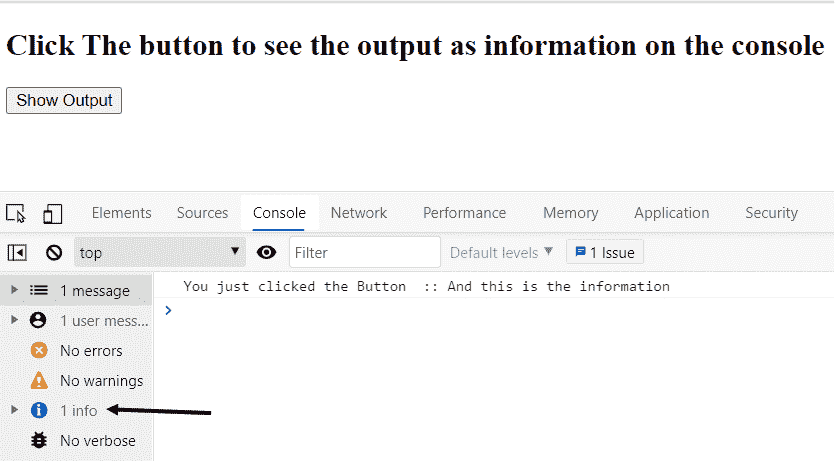 Click The button to see the output as information on the console
Show Output
Elements Sources Console Network Performance Memory Application Security
top Filter Default levels 1 Issue
1 message
You just clicked the Button :: And this is the information
1 user mess...
No errors
No warnings
1 info
No verbose